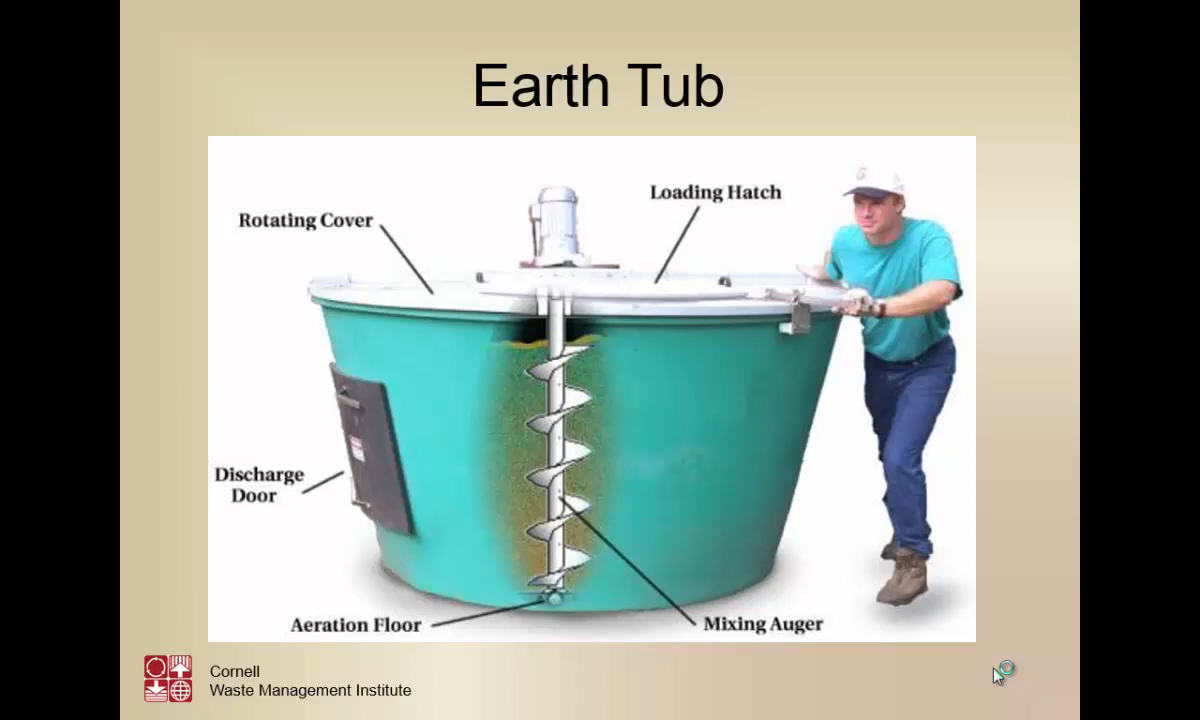 Earth Tub
Loading Hatch
Rotating Cover
Discharge
Door
Aeration Floor
Mixing Auger
Cornell
Waste Management Institute